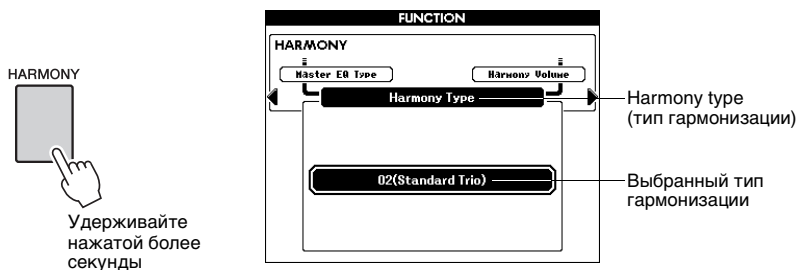 FUNCTION
HARMONY
Master EQ Type
Harmony Volume
Harmony Type
02(Standard Trio)
HARMONY
Удерживайте
нажатой более
секунды
Harmony type
(тип гармонизации)
Выбранный тип
гармонизации